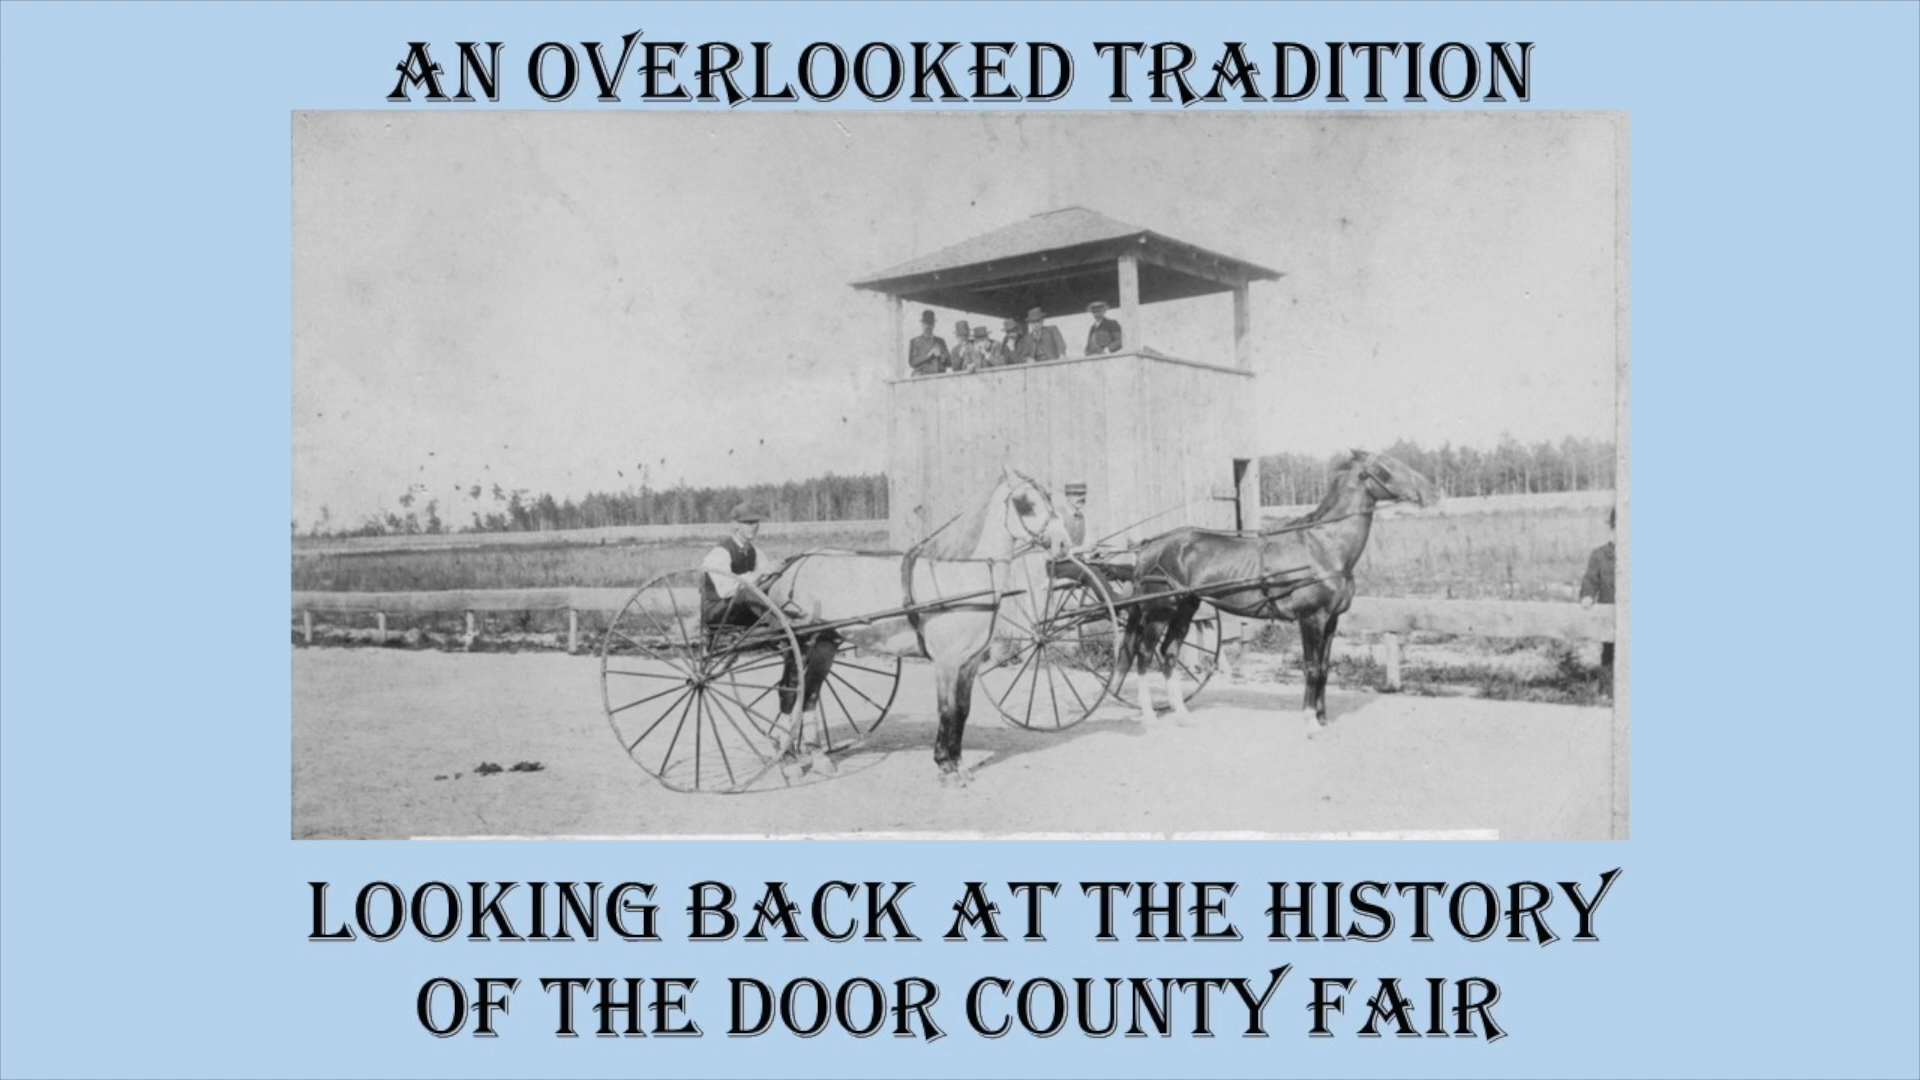 AN OVERLOOKED TRADITION
LOOKING BACK AT THE HISTORY
OF THE DOOR COUNTY FAIR